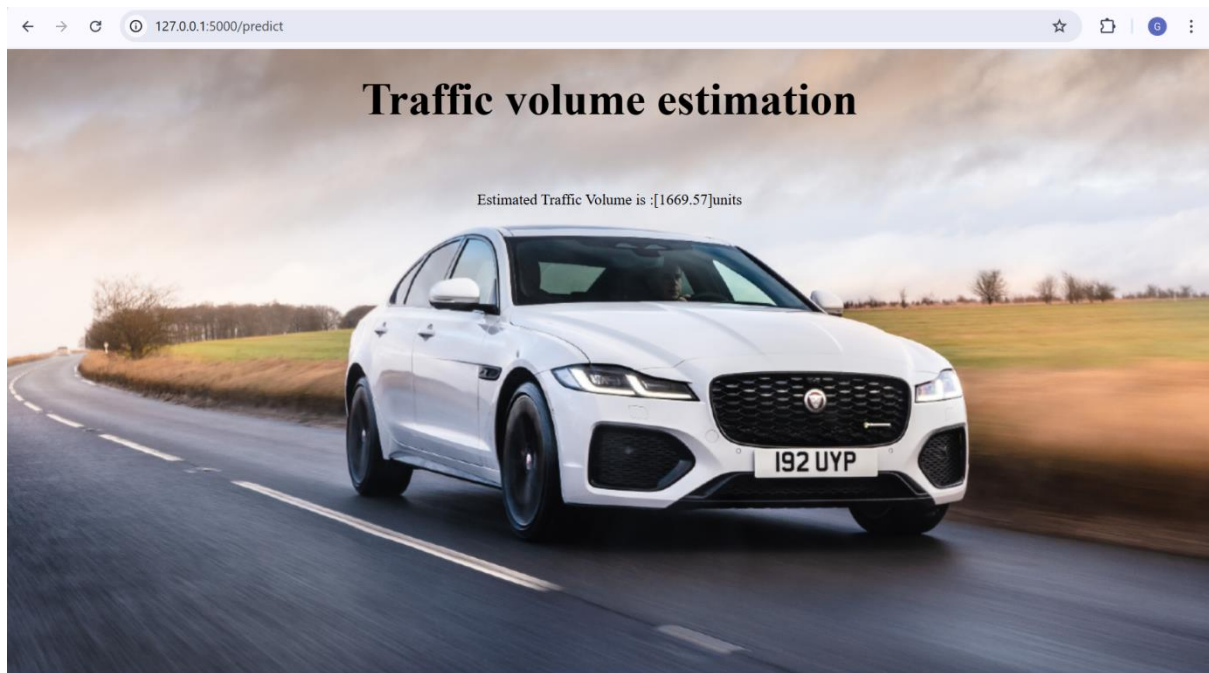 127.0.0.1:5000/predict
G
Traffic volume estimation
Estimated Traffic Volume is :[1669.57]units
192 UYP